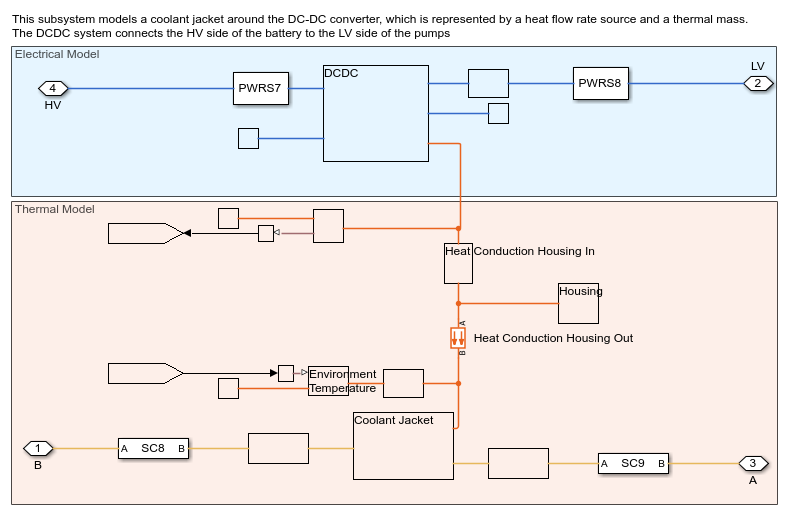 This subsystem models a coolant jacket around the DC-DC converter, which is represented by a heat flow rate source and a thermal mass.
The DCDC system connects the HV side of the battery to the LV side of the pumps
Electrical Model
4
HV
PWRS7
DCDC
PWRS8
LV
2
Thermal Model
Heat Conduction Housing In
Housing
A
Heat Conduction Housing Out
B
Environment
Temperature
Coolant Jacket
1
B
A SC8 B
A SC9 B
3
A